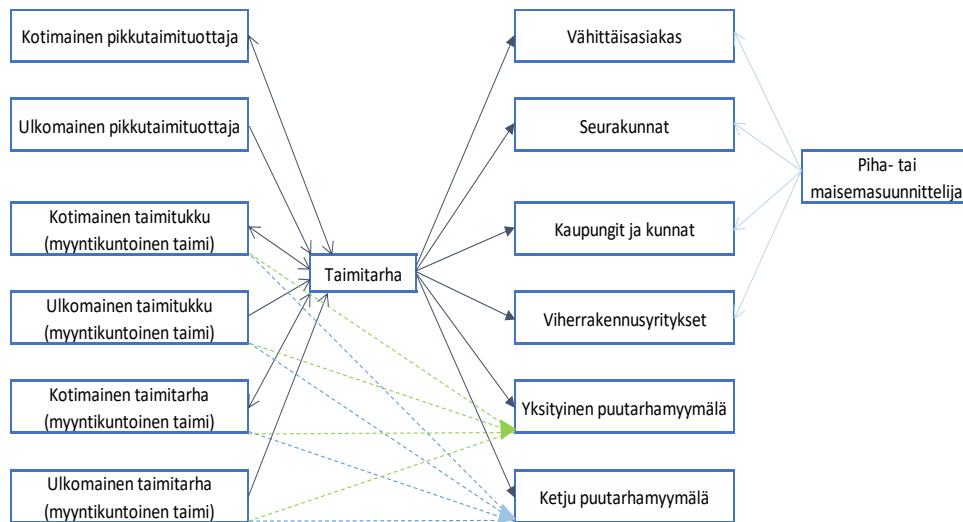 Kotimainen pikkutaimituottaja
Ulkomainen pikkutaimituottaja
Kotimainen taimitukku
(myyntikuntoinen taimi)
Ulkomainen taimitukku
(myyntikuntoinen taimi)
Kotimainen taimitarha
(myyntikuntoinen taimi)
Ulkomainen taimitarha
(myyntikuntoinen taimi)
Taimitarha
Vähittäisasiakas
Seurakunnat
Kaupungit ja kunnat
Viherrakennusyritykset
Yksityinen puutarhamyymälä
Ketju puutarhamyymälä
Piha- tai
maisemasuunnittelija